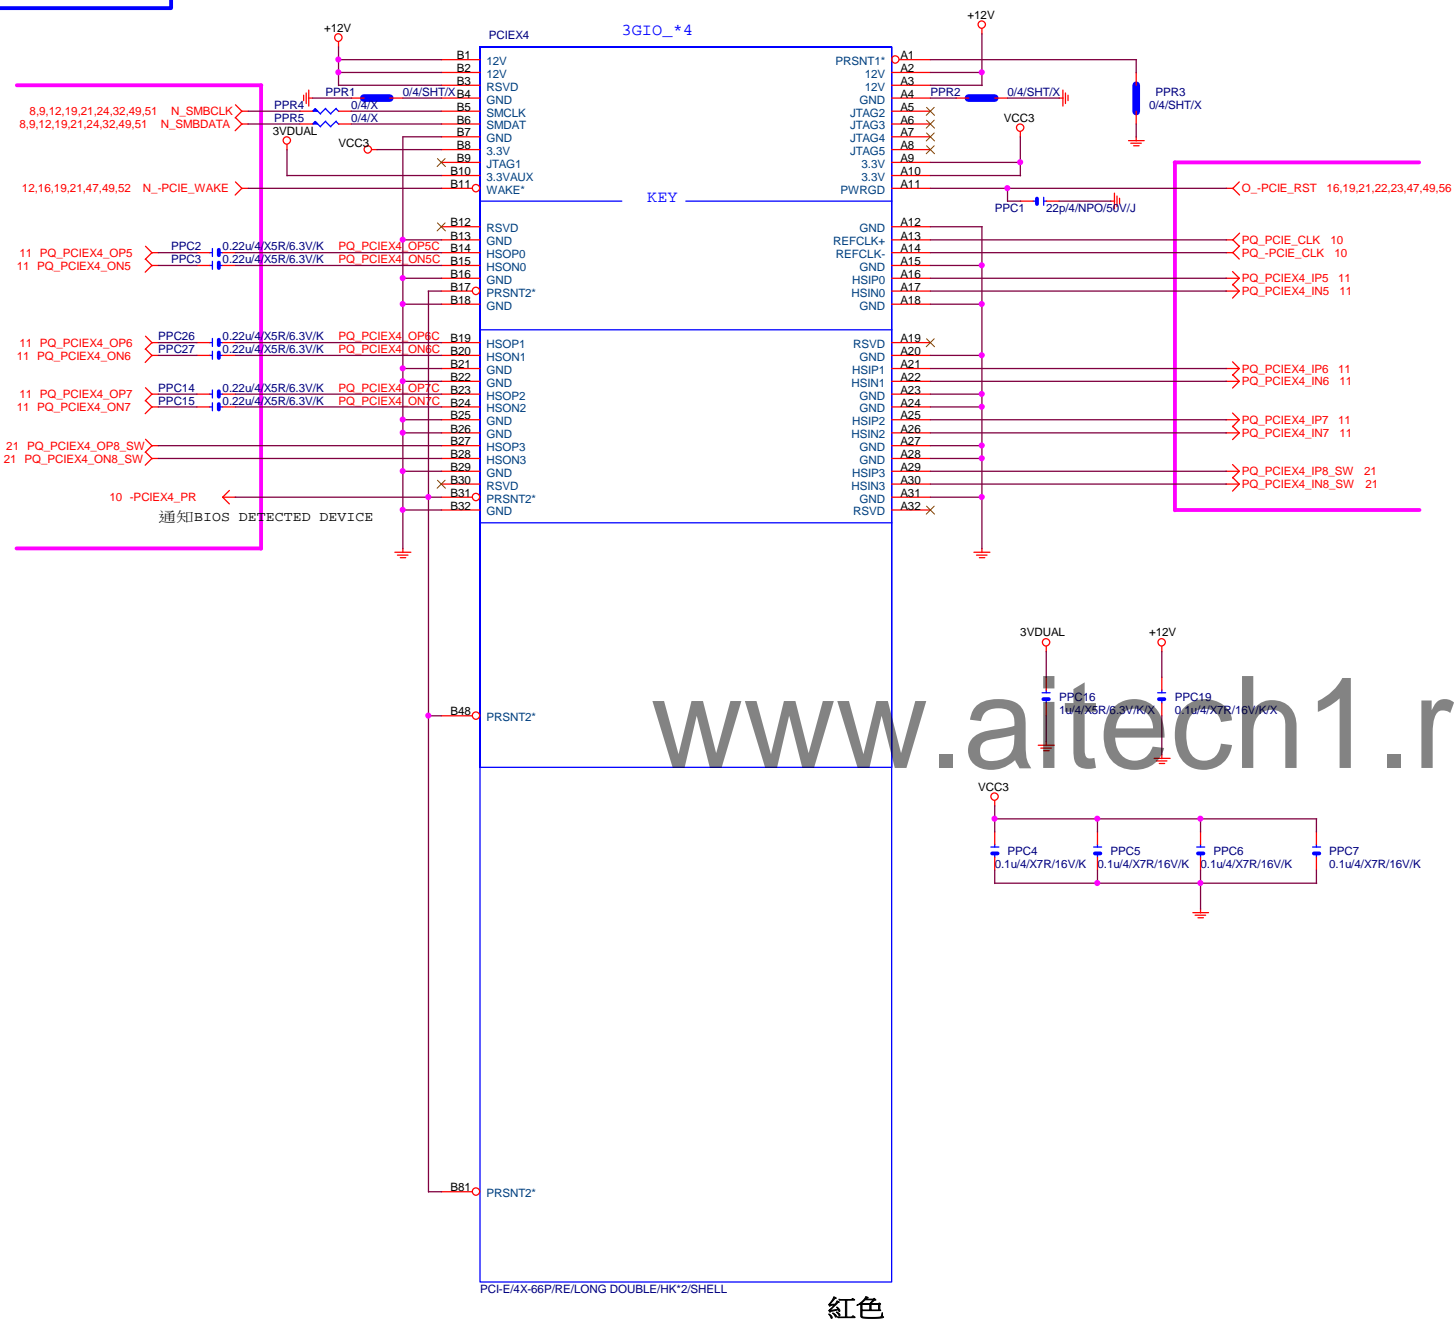 +12V
+12V
PCIEX4
3GIO_*4
B1 12V
B2 12V
B3 RSVD
PPR1 0/4/SHT/X B4 GND
8,9,12,19,21,24,32,49,51 N_SMBCLK PPR4 0/4/X B5 SMCLK
8,9,12,19,21,24,32,49,51 N_SMBDATA PPR5 0/4/X B6 SMDAT
3VDUAL B7 GND
VCC3 B8 3.3V
B9 JTAG1
B10 3.3VAUX
12,16,19,21,47,49,52 N_-PCIE_WAKE B11 WAKE*
PRSNT1* A1
12V A2
12V A3
GND A4 PPR2 0/4/SHT/X
PPR3
0/4/SHT/X
JTAG2 A5
JTAG3 A6
VCC3
JTAG4 A7
JTAG5 A8
3.3V A9
3.3V A10
PWRGD A11 O_-PCIE_RST 16,19,21,22,23,47,49,56
KEY
PPC1 22p/4/NPO/50V/J
B12 RSVD
B13 GND
11 PQ_PCIEX4_OP5 PPC2 0.22u/4/X5R/6.3V/K PQ_PCIEX4_OP5C B14 HSOP0
11 PQ_PCIEX4_ON5 PPC3 0.22u/4/X5R/6.3V/K PQ_PCIEX4_ON5C B15 HSON0
B16 GND
B17 PRSNT2*
B18 GND
GND A12
REFCLK+ A13 PQ_PCIE_CLK 10
REFCLK- A14 PQ_-PCIE_CLK 10
GND A15
HSIP0 A16 PQ_PCIEX4_IP5 11
HSIN0 A17 PQ_PCIEX4_IN5 11
GND A18
11 PQ_PCIEX4_OP6 PPC26 0.22u/4/X5R/6.3V/K PQ_PCIEX4_OP6C B19 HSOP1
11 PQ_PCIEX4_ON6 PPC27 0.22u/4/X5R/6.3V/K PQ_PCIEX4_ON6C B20 HSON1
B21 GND
B22 GND
11 PQ_PCIEX4_OP7 PPC14 0.22u/4/X5R/6.3V/K PQ_PCIEX4_OP7C B23 HSOP2
11 PQ_PCIEX4_ON7 PPC15 0.22u/4/X5R/6.3V/K PQ_PCIEX4_ON7C B24 HSON2
B25 GND
B26 GND
21 PQ_PCIEX4_OP8_SW B27 HSOP3
21 PQ_PCIEX4_ON8_SW B28 HSON3
B29 GND
B30 RSVD
10 -PCIEX4_PR B31 PRSNT2*
B32 GND
通知BIOS DETECTED DEVICE
RSVD A19
GND A20
HSIP1 A21 PQ_PCIEX4_IP6 11
HSIN1 A22 PQ_PCIEX4_IN6 11
GND A23
GND A24
HSIP2 A25 PQ_PCIEX4_IP7 11
HSIN2 A26 PQ_PCIEX4_IN7 11
GND A27
GND A28
HSIP3 A29 PQ_PCIEX4_IP8_SW 21
HSIN3 A30 PQ_PCIEX4_IN8_SW 21
GND A31
RSVD A32
3VDUAL +12V
B48 PRSNT2*
PPC16
1u/4/X5R/6.3V/K/X
PPC19
0.1u/4/X7R/16V/K/X
www.aitech1.r
VCC3
PPC4
0.1u/4/X7R/16V/K
PPC5
0.1u/4/X7R/16V/K
PPC6
0.1u/4/X7R/16V/K
PPC7
0.1u/4/X7R/16V/K
B81 PRSNT2*
PCI-E/4X-66P/RE/LONG DOUBLE/HK*2/SHELL
紅色